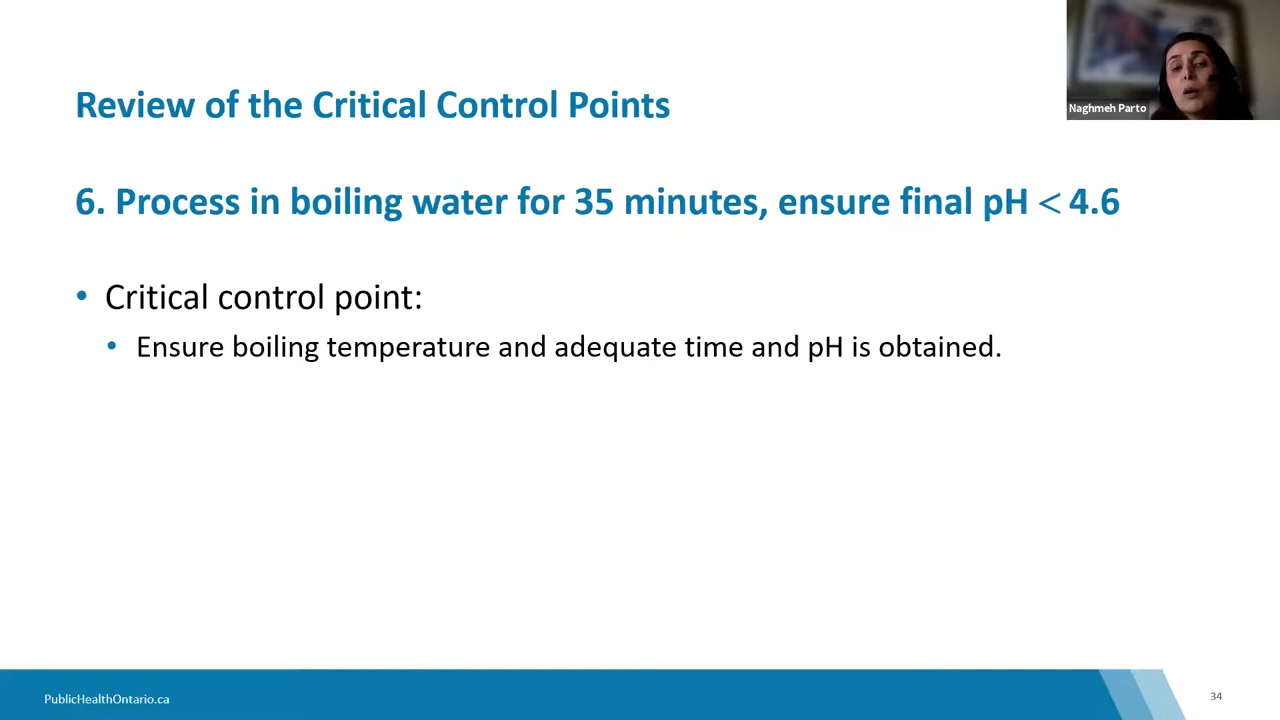 Naghmeh Parto
Review of the Critical Control Points
6. Process in boiling water for 35 minutes, ensure final pH < 4.6
• Critical control point:
• Ensure boiling temperature and adequate time and pH is obtained.
PublicHealthOntario.ca
34